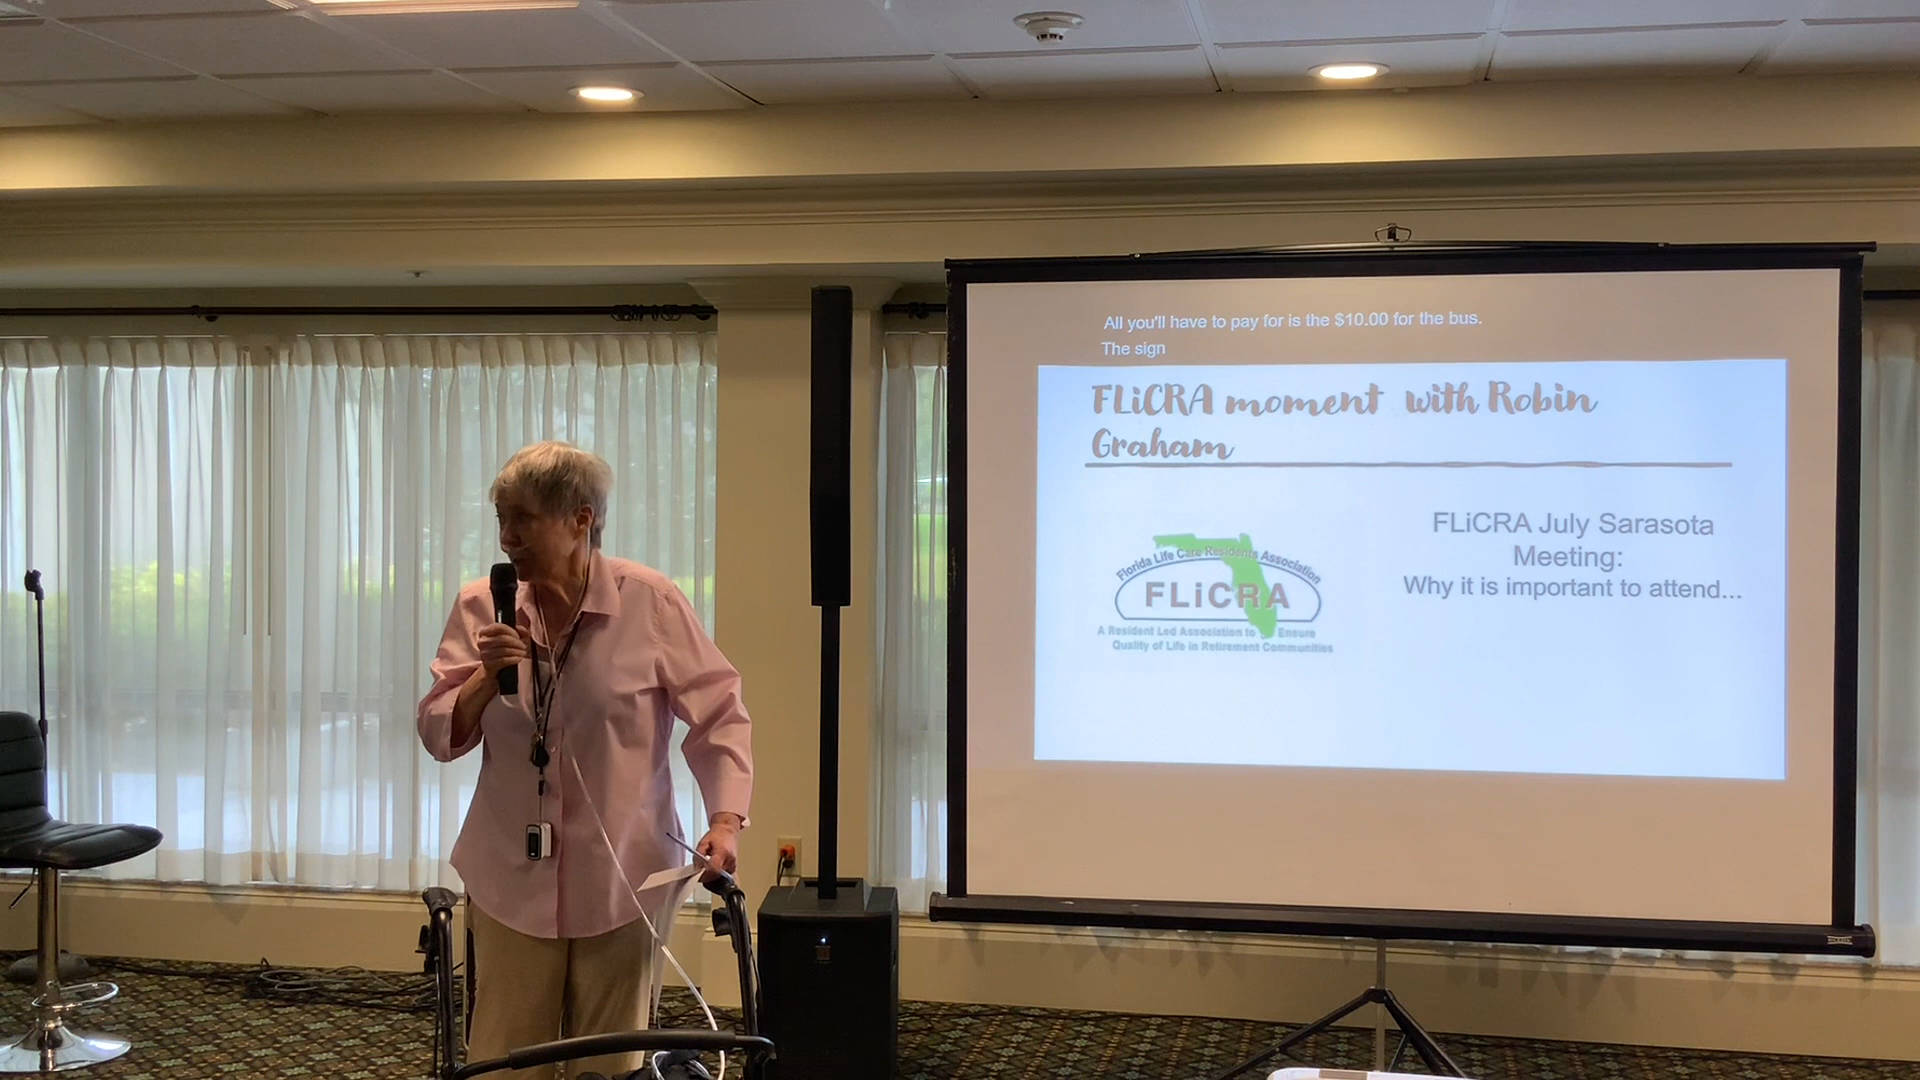 All you'll have to pay for is the $10.00 for the bus.
The sign
FLiCRA moment with Robin
Graham
FLiCRA July Sarasota
Meeting:
Why it is important to attend...
Florida Life Care Residents Association
FLiCRA
A Resident Led Association to Ensure
Quality of Life in Retirement Communities